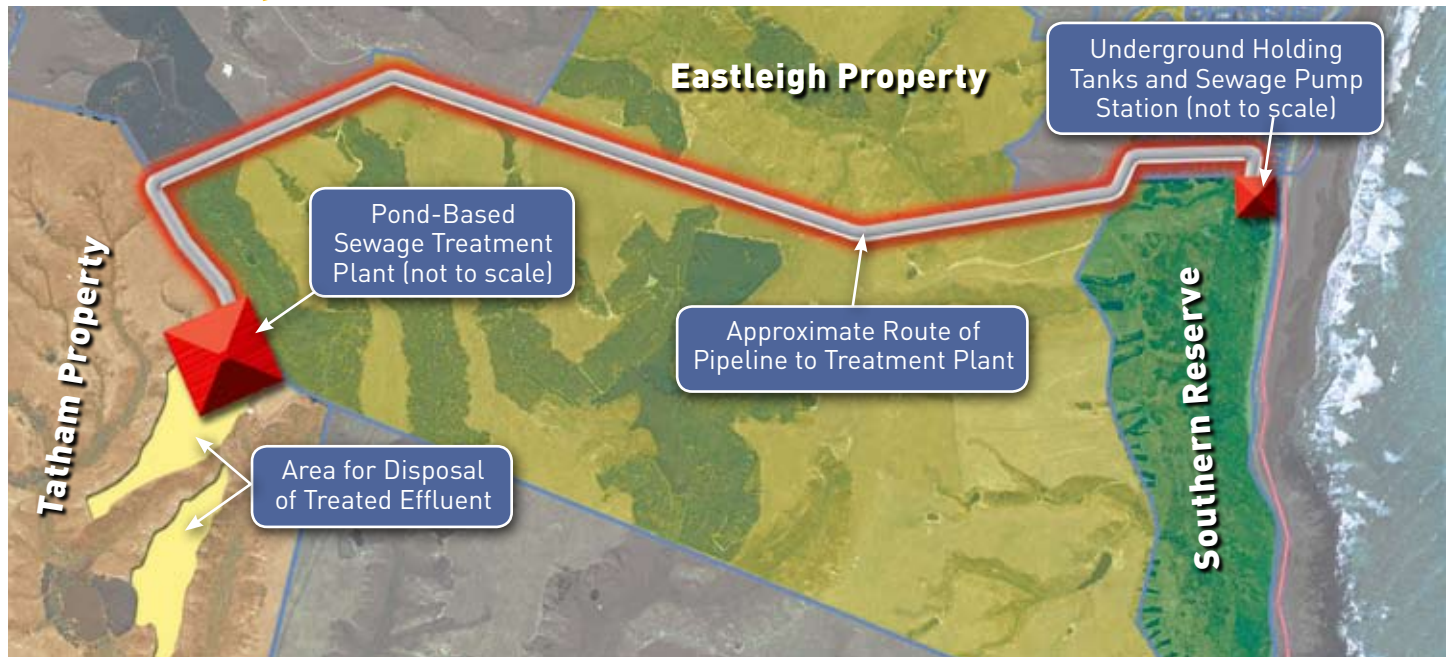 Eastleigh Property
Underground Holding
Tanks and Sewage Pump
Station (not to scale)
Pond-Based
Sewage Treatment
Plant (not to scale)
Tatham Property
Approximate Route of
Pipeline to Treatment Plant
Southern Reserve
Area for Disposal
of Treated Effluent